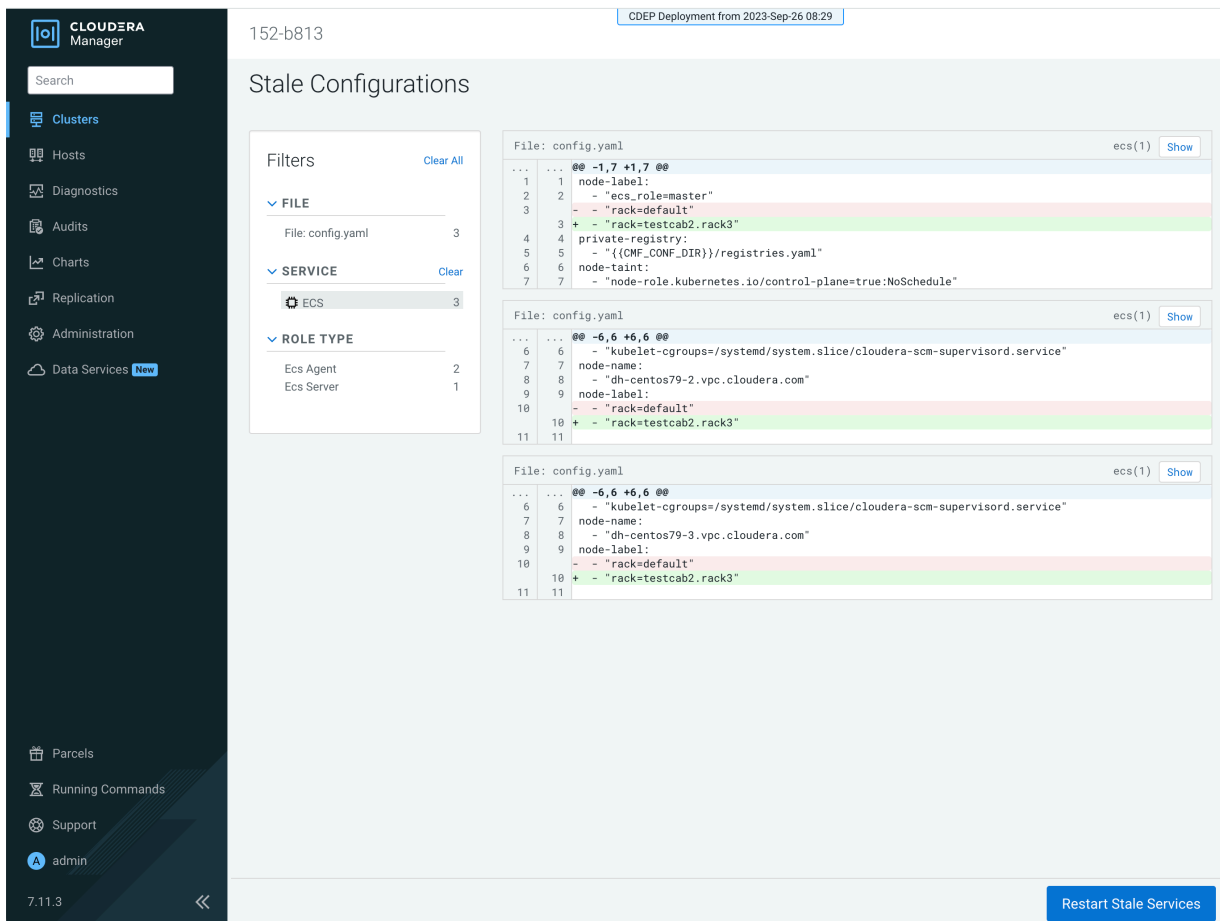 CLOUDERA
Manager
CDEP Deployment from 2023-Sep-26 08:29
152-b813
Search
Clusters
Hosts
Diagnostics
Audits
Charts
Replication
Administration
Data Services New
Parcels
Running Commands
Support
A admin
7.11.3
Stale Configurations
Filters Clear All
FILE
File: config.yaml 3
SERVICE Clear
ECS 3
ROLE TYPE
Ecs Agent 2
Ecs Server 1
File: config.yaml ecs(1) Show
... ... @@ -1,7 +1,7 @@
1 1 node-label:
2 2 - "ecs_role=master"
3 - - "rack=default"
3 + - "rack=testcab2.rack3"
4 4 private-registry:
5 5 - "{{CMF_CONF_DIR}}/registries.yaml"
6 6 node-taint:
7 7 - "node-role.kubernetes.io/control-plane=true:NoSchedule"
File: config.yaml ecs(1) Show
... ... @@ -6,6 +6,6 @@
6 6 - "kubelet-cgroups=/systemd/system.slice/cloudera-scm-supervisord.service"
7 7 node-name:
8 8 - "dh-centos79-2.vpc.cloudera.com"
9 9 node-label:
10 - - "rack=default"
10 + - "rack=testcab2.rack3"
11 11
File: config.yaml ecs(1) Show
... ... @@ -6,6 +6,6 @@
6 6 - "kubelet-cgroups=/systemd/system.slice/cloudera-scm-supervisord.service"
7 7 node-name:
8 8 - "dh-centos79-3.vpc.cloudera.com"
9 9 node-label:
10 - - "rack=default"
10 + - "rack=testcab2.rack3"
11 11
Restart Stale Services